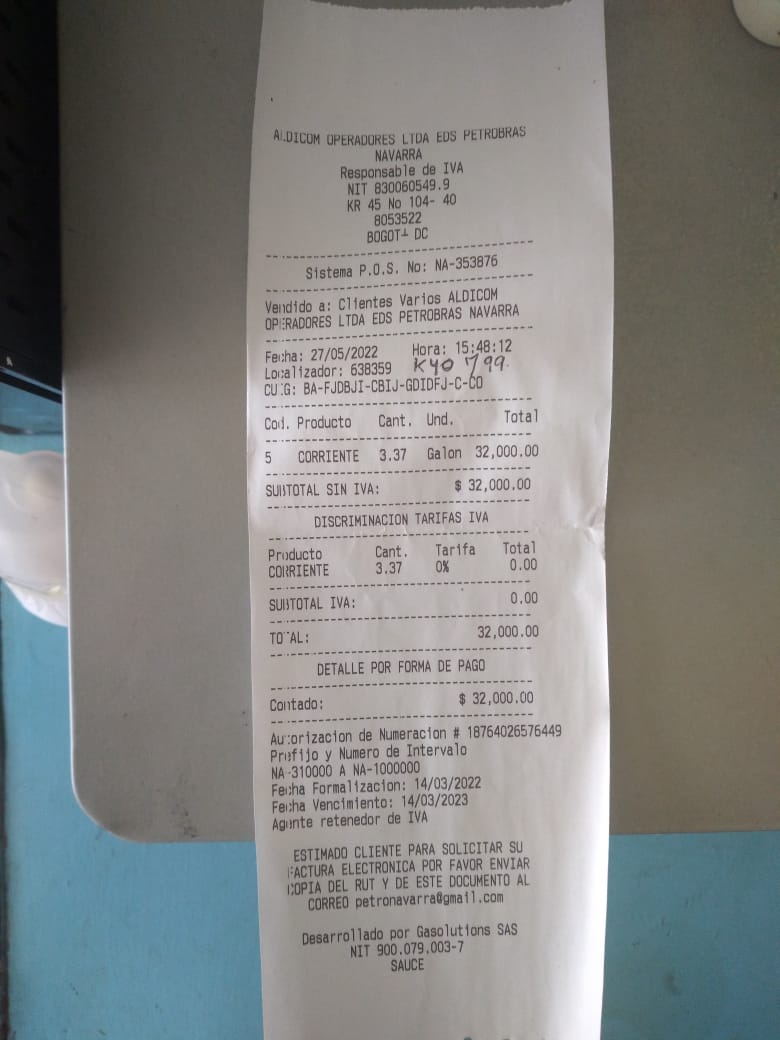 ALDICOM OPERADORES LTDA EDS PETROBRAS
NAVARRA
Responsable de IVA
NIT 830060549.9
KR 45 No 104- 40
8053522
BOGOT┴ DC
Sistema P.O.S. No: NA-353876
Vendido a: Clientes Varios ALDICOM
OPERADORES LTDA EDS PETROBRAS NAVARRA
Fecha: 27/05/2022 Hora: 15:48:12
Localizador: 638359 KYO 799.
CU:G: BA-FJDBJI-CBIJ-GDIDFJ-C-CO
Cod. Producto Cant. Und. Total
5 CORRIENTE 3.37 Galon 32,000.00
SUBTOTAL SIN IVA: $ 32,000.00
DISCRIMINACION TARIFAS IVA
Producto Cant. Tarifa Total
CORRIENTE 3.37 0% 0.00
SUBTOTAL IVA: 0.00
TOTAL: 32,000.00
DETALLE POR FORMA DE PAGO
Contado: $ 32,000.00
Autorizacion de Numeracion # 18764026576449
Prefijo y Numero de Intervalo
NA-310000 A NA-1000000
Fecha Formalizacion: 14/03/2022
Fecha Vencimiento: 14/03/2023
Agente retenedor de IVA
ESTIMADO CLIENTE PARA SOLICITAR SU
FACTURA ELECTRONICA POR FAVOR ENVIAR
COPIA DEL RUT Y DE ESTE DOCUMENTO AL
CORREO petronavarra@gmail.com
Desarrollado por Gasolutions SAS
NIT 900.079.003-7
SAUCE